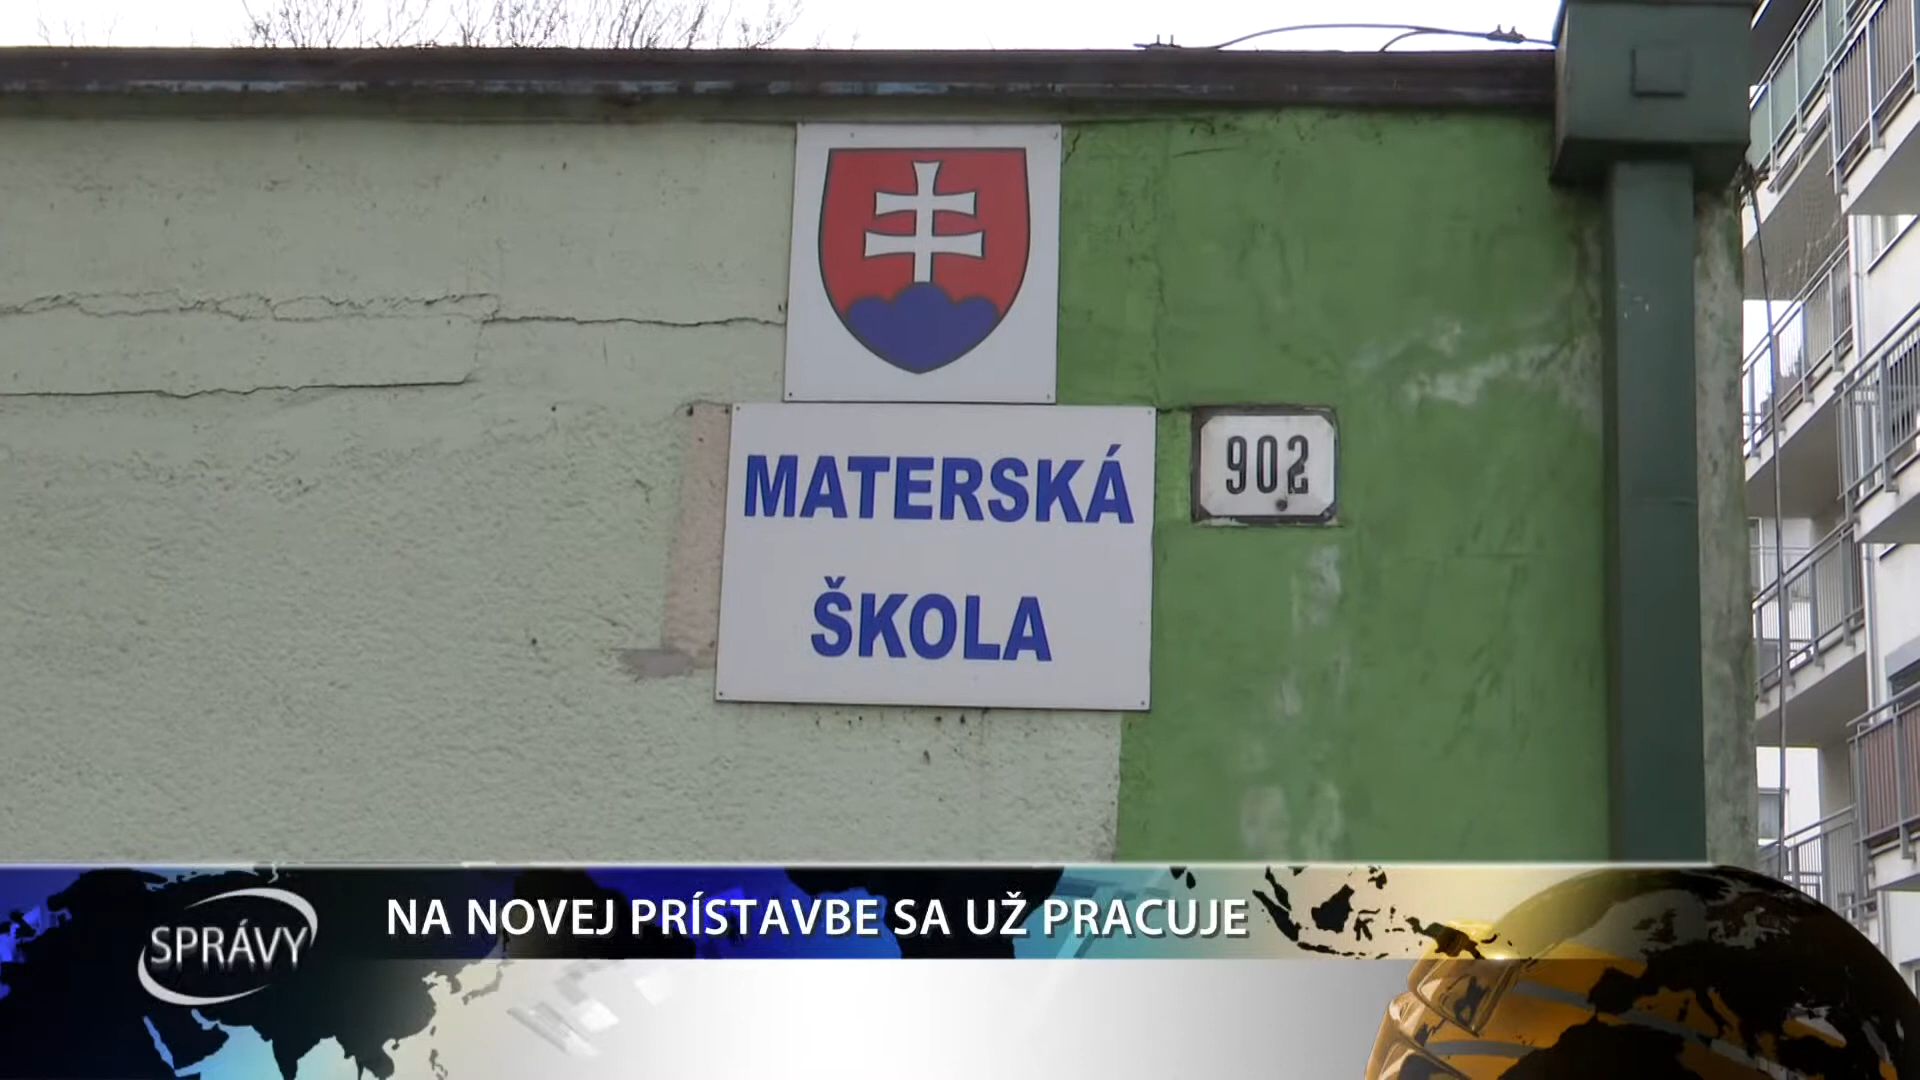 MATERSKÁ
ŠKOLA
902
SPRÁVY
NA NOVEJ PRÍSTAVBE SA UŽ PRACUJE